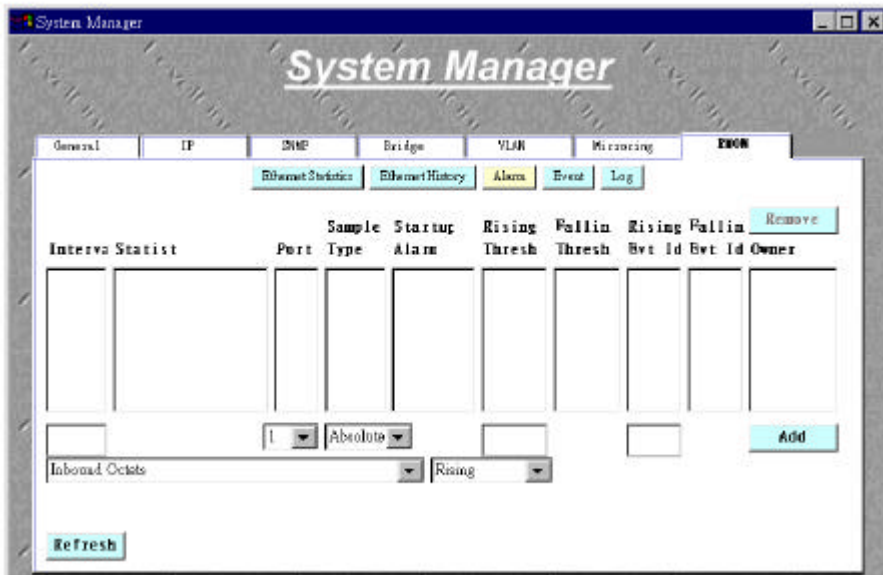 System Manager
System Manager
General IP SNMP Bridge VLAN Mirroring RMON
Ethernet Statistics Ethernet History Alarm Event Log
Sample Startup Rising Fallin Rising Fallin Remove
Interva Statist Port Type Alarm Thresh Thresh Evt Id Evt Id Owner
1 Absolute Add
Inbound Octets Rising
Refresh